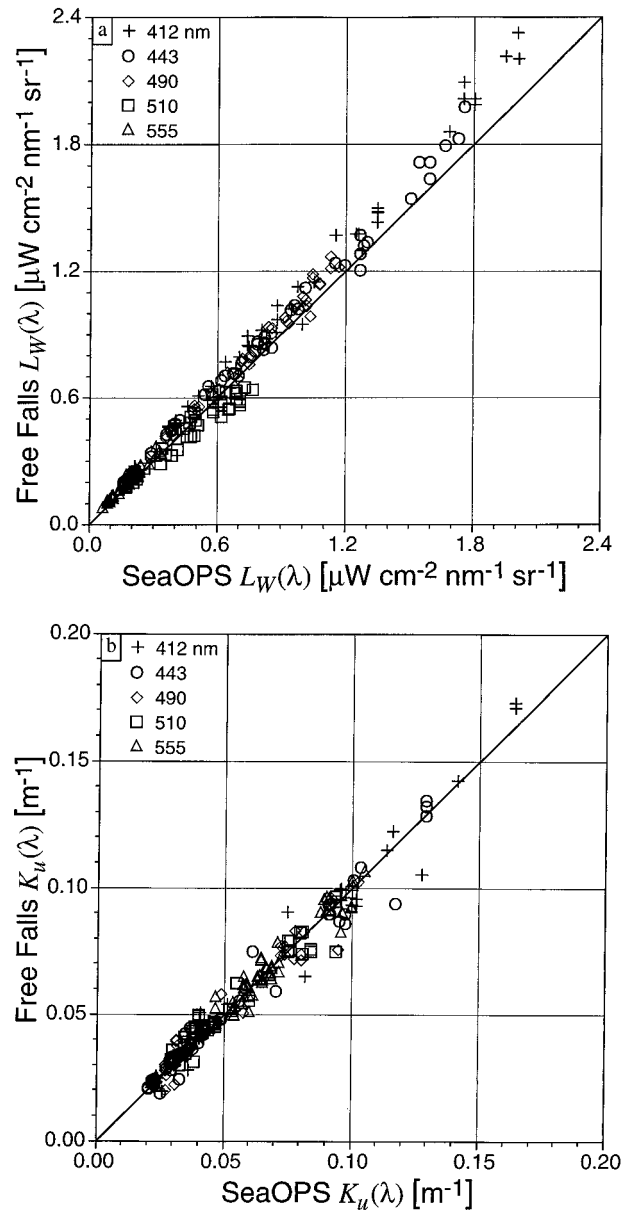 a
+ 412 nm
○ 443
◇ 490
□ 510
△ 555
2.4
1.8
1.2
0.6
0.0
Free Falls L_W(λ) [µW cm-2 nm-1 sr-1]
0.0 0.6 1.2 1.8 2.4
SeaOPS L_W(λ) [µW cm-2 nm-1 sr-1]
b
+ 412 nm
○ 443
◇ 490
□ 510
△ 555
0.20
0.15
0.10
0.05
0.00
Free Falls K_u(λ) [m-1]
0.00 0.05 0.10 0.15 0.20
SeaOPS K_u(λ) [m-1]